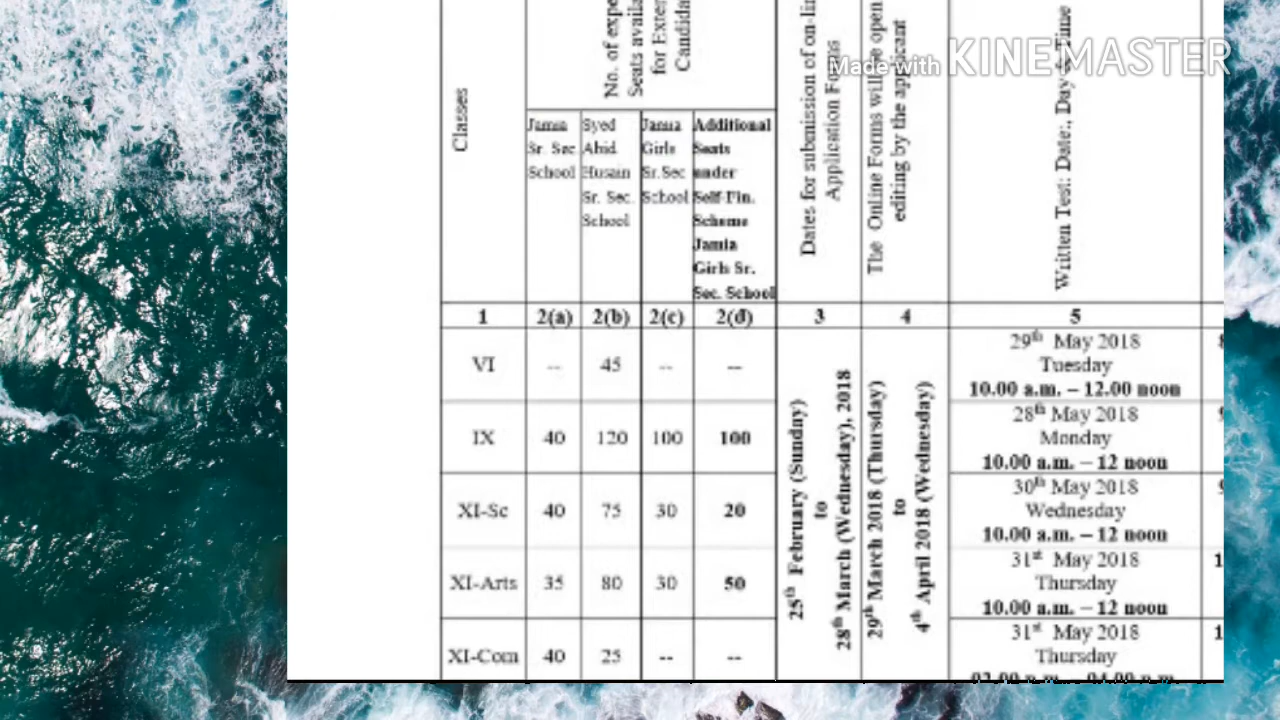 Made with KINEMASTER
Classes
No. of
Seats
for
Dates for submission of
Application Forms
The Online Forms will be open
editing by the applicant
Written Test: Date:, Day & Time
Jamia
Sr. Sec.
School
Syed
Abid
Husain
Sr. Sec.
School
Jamia
Girls
Sr.Sec
School
Additional
Seats
under
Self-Fin.
Scheme
Jamia
Girls Sr.
Sec. School
1 2(a) 2(b) 2(c) 2(d) 3 4 5
25th February (Sunday)
to
28th March (Wednesday), 2018
29th March 2018 (Thursday)
to
4th April 2018 (Wednesday)
VI -- 45 -- --
29th May 2018
Tuesday
10.00 a.m. – 12.00 noon
IX 40 120 100 100
28th May 2018
Monday
10.00 a.m. – 12 noon
XI-Sc 40 75 30 20
30th May 2018
Wednesday
10.00 a.m. – 12 noon
XI-Arts 35 80 30 50
31st May 2018
Thursday
10.00 a.m. – 12 noon
XI-Com 40 25 -- --
31st May 2018
Thursday